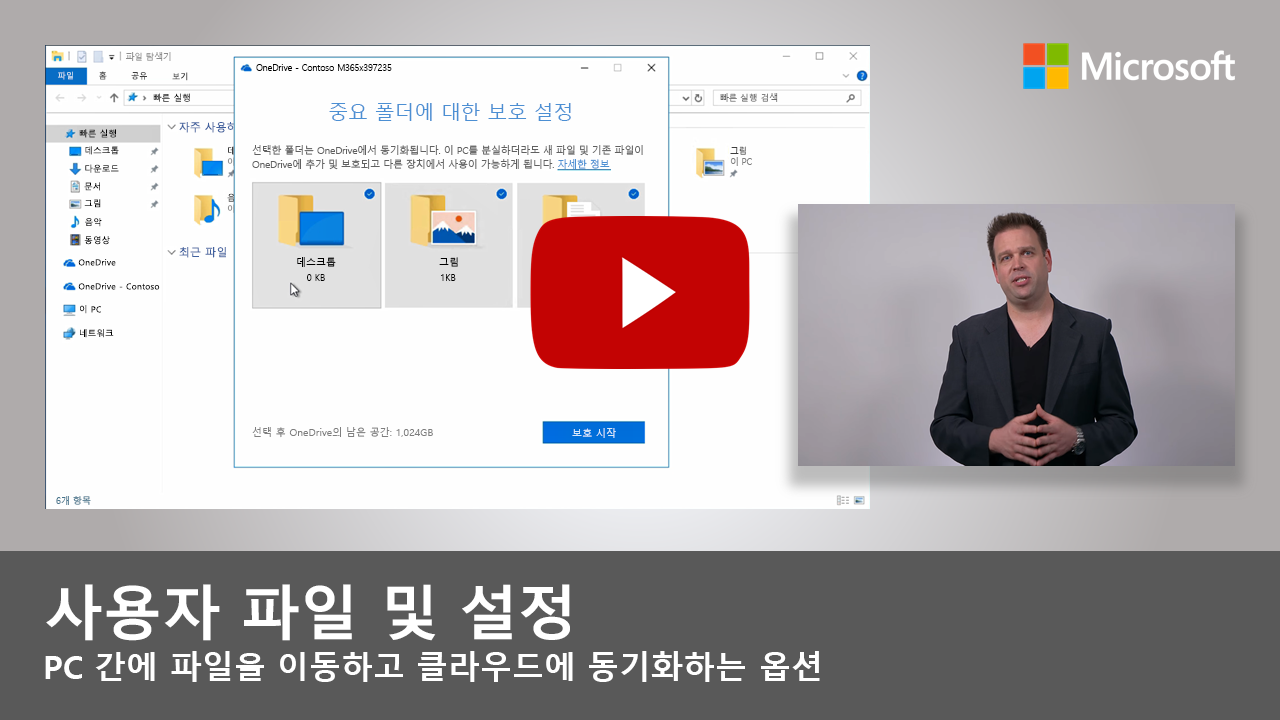 파일 탐색기
파일 홈 공유 보기
빠른 실행
빠른 실행 검색
빠른 실행
데스크톱
다운로드
문서
그림
음악
동영상
OneDrive
OneDrive - Contoso
이 PC
네트워크
자주 사용하
최근 파일
그림
이 PC
6개 항목
OneDrive - Contoso M365x397235
중요 폴더에 대한 보호 설정
선택한 폴더는 OneDrive에서 동기화됩니다. 이 PC를 분실하더라도 새 파일 및 기존 파일이
OneDrive에 추가 및 보호되고 다른 장치에서 사용이 가능하게 됩니다. 자세한 정보
데스크톱
0 KB
그림
1KB
선택 후 OneDrive의 남은 공간: 1,024GB
보호 시작
Microsoft
사용자 파일 및 설정
PC 간에 파일을 이동하고 클라우드에 동기화하는 옵션